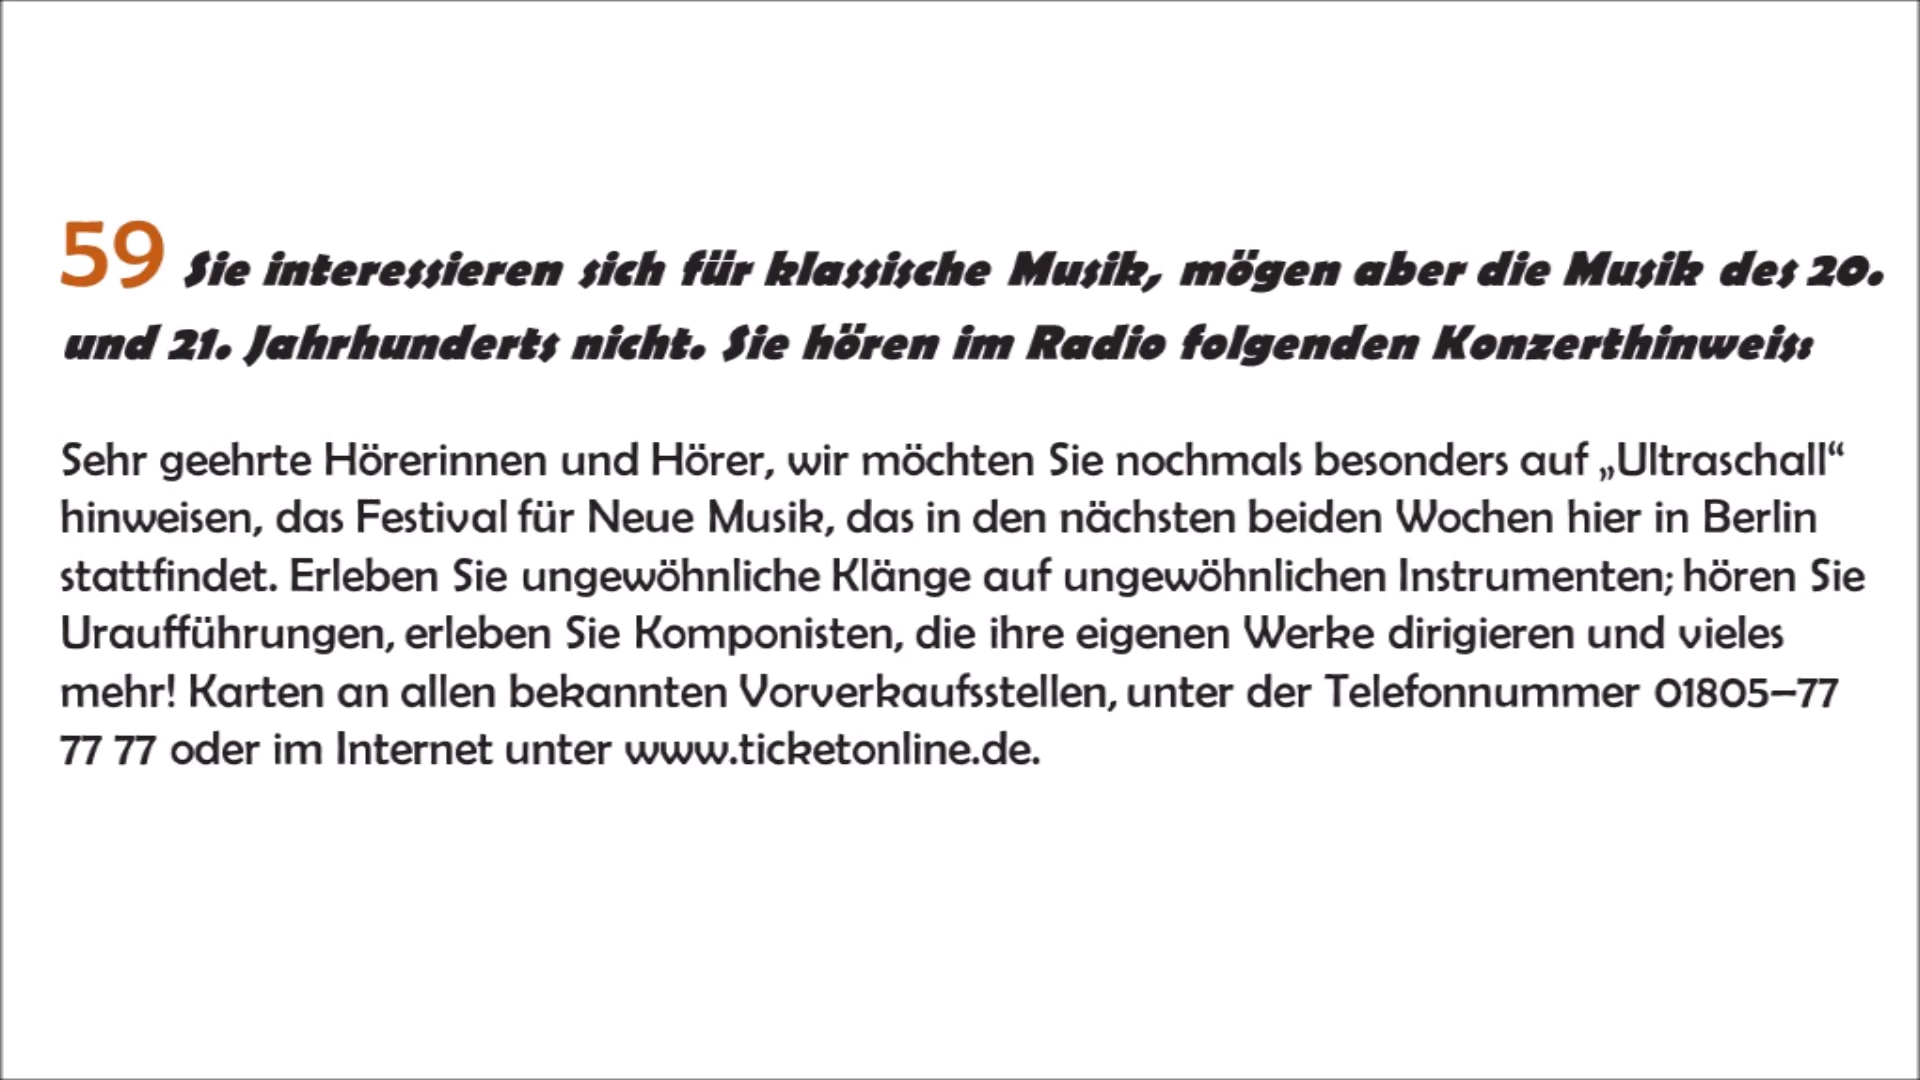 59 Sie interessieren sich für klassische Musik, mögen aber die Musik des 20.
und 21. Jahrhunderts nicht. Sie hören im Radio folgenden Konzerthinweis:
Sehr geehrte Hörerinnen und Hörer, wir möchten Sie nochmals besonders auf „Ultraschall“
hinweisen, das Festival für Neue Musik, das in den nächsten beiden Wochen hier in Berlin
stattfindet. Erleben Sie ungewöhnliche Klänge auf ungewöhnlichen Instrumenten; hören Sie
Uraufführungen, erleben Sie Komponisten, die ihre eigenen Werke dirigieren und vieles
mehr! Karten an allen bekannten Vorverkaufsstellen, unter der Telefonnummer 01805–77
77 77 oder im Internet unter www.ticketonline.de.